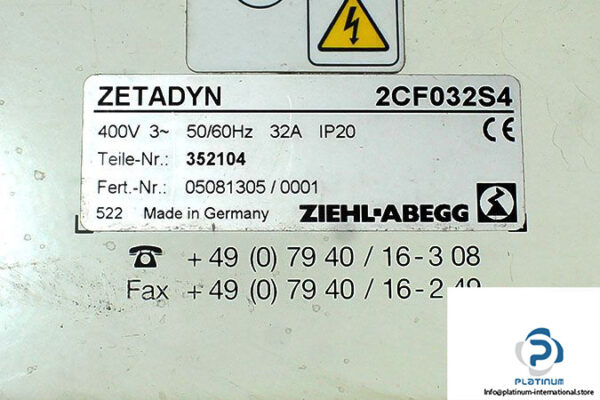 ZETADYN 2CF032S4
400V 3~ 50/60Hz 32A IP20 CE
Teile-Nr.: 352104
Fert.-Nr.: 05081305 / 0001
522 Made in Germany ZIEHL-ABEGG
☎ + 49 (0) 79 40 / 16-3 08
Fax + 49 (0) 79 40 / 16-2 49
PLATINUM
Info@platinum-international.store